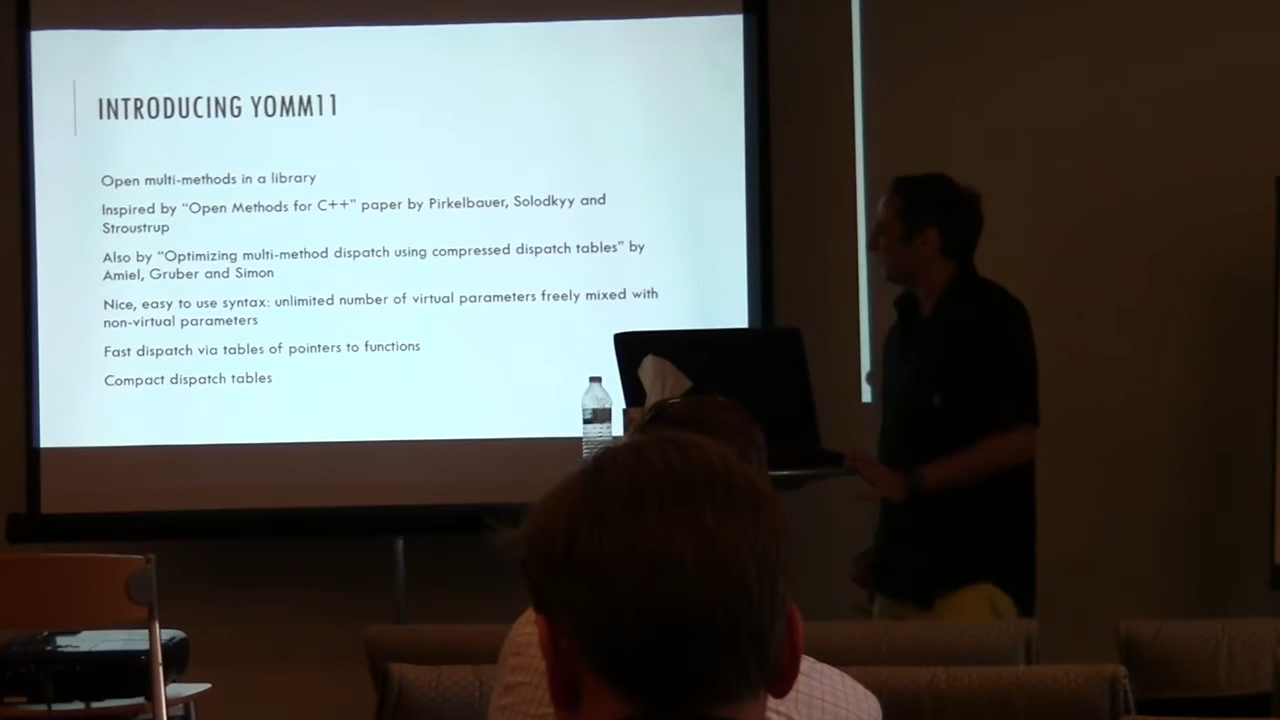 INTRODUCING YOMM11
Open multi-methods in a library
Inspired by “Open Methods for C++” paper by Pirkelbauer, Solodkyy and
Stroustrup
Also by “Optimizing multi-method dispatch using compressed dispatch tables” by
Amiel, Gruber and Simon
Nice, easy to use syntax: unlimited number of virtual parameters freely mixed with
non-virtual parameters
Fast dispatch via tables of pointers to functions
Compact dispatch tables